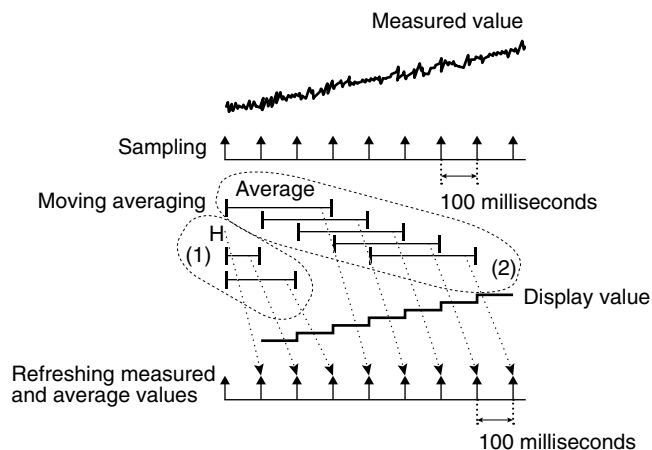 Measured value
Sampling
100 milliseconds
Moving averaging
Average
H
(1)
(2)
Display value
Refreshing measured
and average values
100 milliseconds